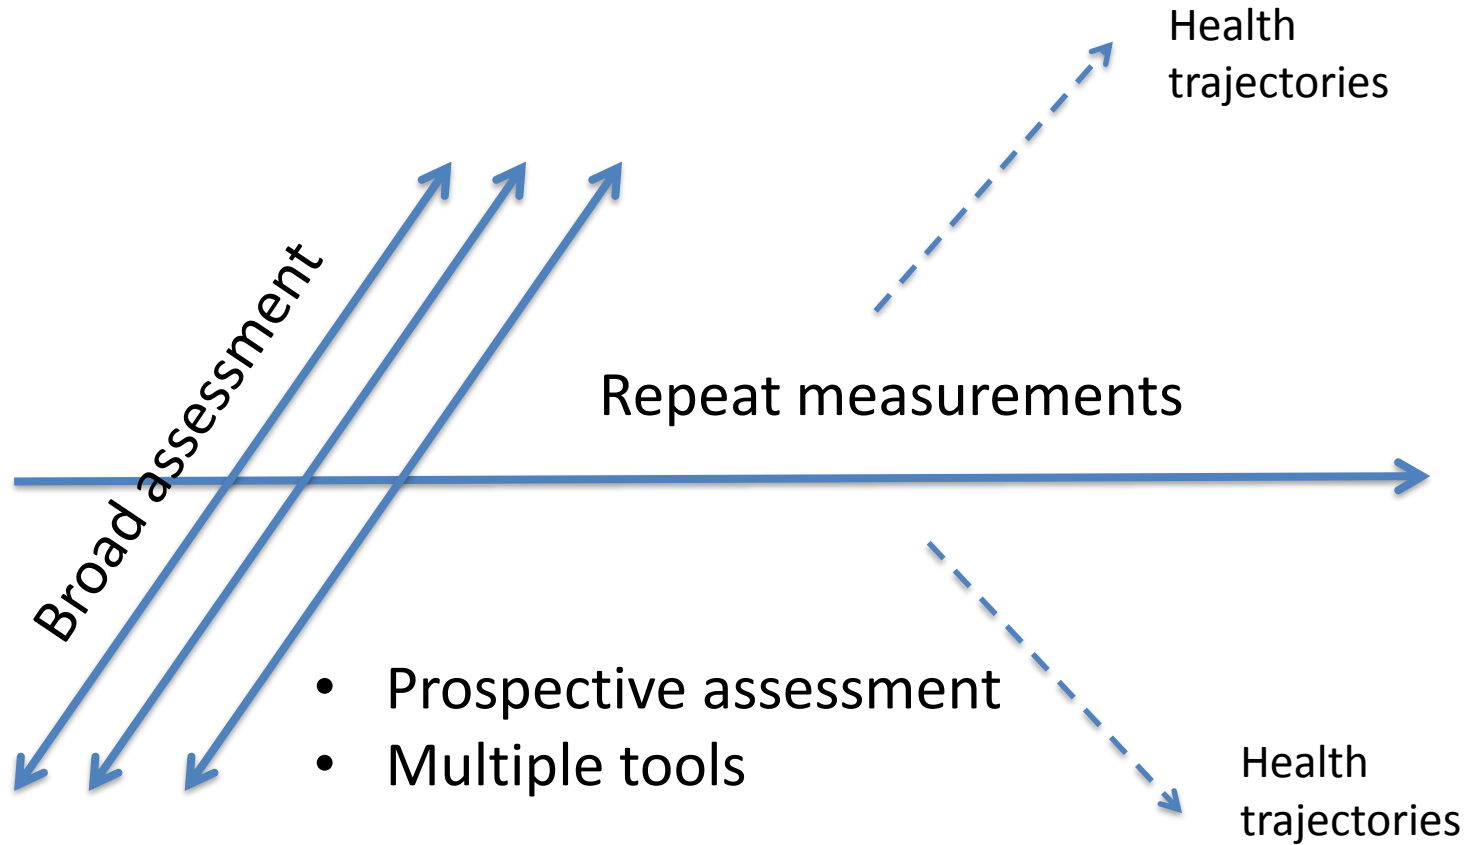 Health
trajectories
Broad assessment
Repeat measurements
• Prospective assessment
• Multiple tools
Health
trajectories